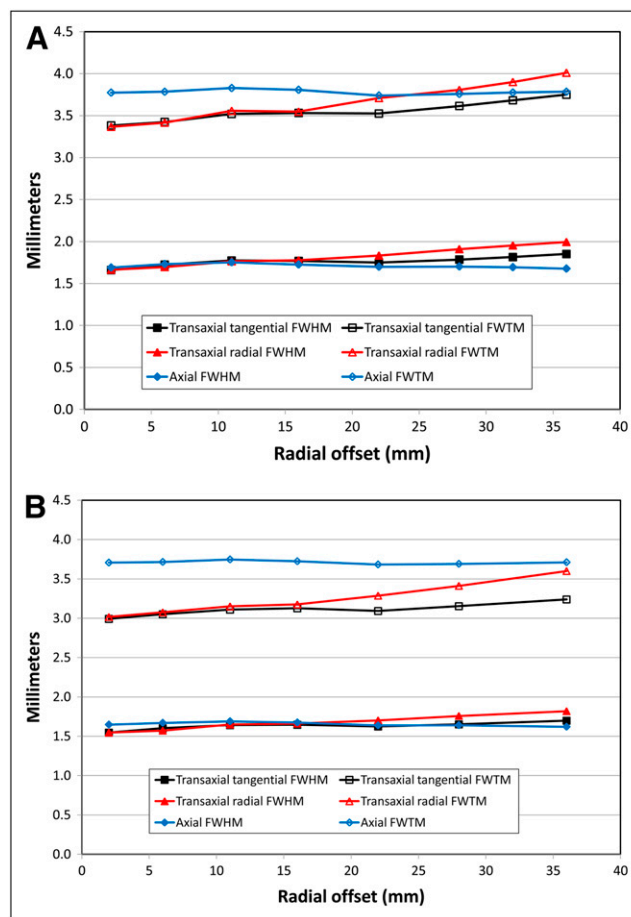 A
4.5
4.0
3.5
3.0
2.5
2.0
1.5
1.0
0.5
0.0
Millimeters
Transaxial tangential FWHM Transaxial tangential FWTM
Transaxial radial FWHM Transaxial radial FWTM
Axial FWHM Axial FWTM
0 5 10 15 20 25 30 35 40
Radial offset (mm)
B
4.5
4.0
3.5
3.0
2.5
2.0
1.5
1.0
0.5
0.0
Millimeters
Transaxial tangential FWHM Transaxial tangential FWTM
Transaxial radial FWHM Transaxial radial FWTM
Axial FWHM Axial FWTM
0 5 10 15 20 25 30 35 40
Radial offset (mm)